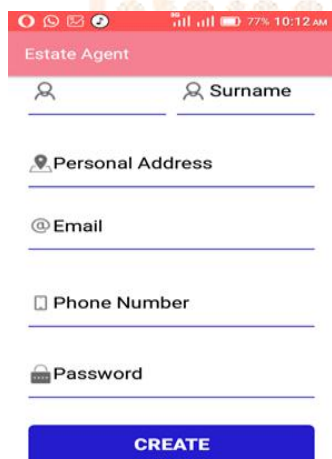 77% 10:12 AM
Estate Agent
Surname
Personal Address
@ Email
Phone Number
Password
CREATE